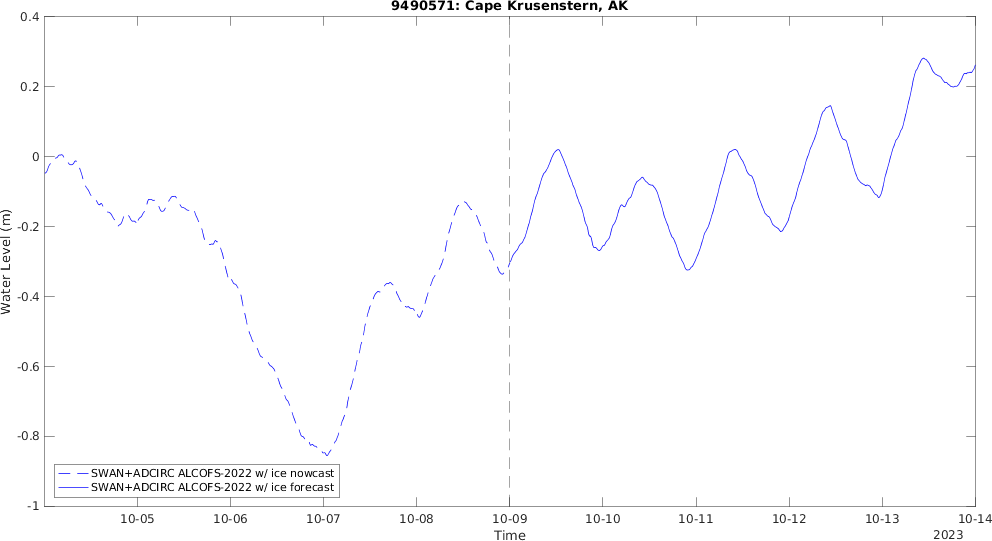 9490571: Cape Krusenstern, AK
0.4
0.2
0
-0.2
-0.4
-0.6
-0.8
-1
Water Level (m)
SWAN+ADCIRC ALCOFS-2022 w/ ice nowcast
SWAN+ADCIRC ALCOFS-2022 w/ ice forecast
10-05 10-06 10-07 10-08 10-09 10-10 10-11 10-12 10-13 10-14
Time
2023